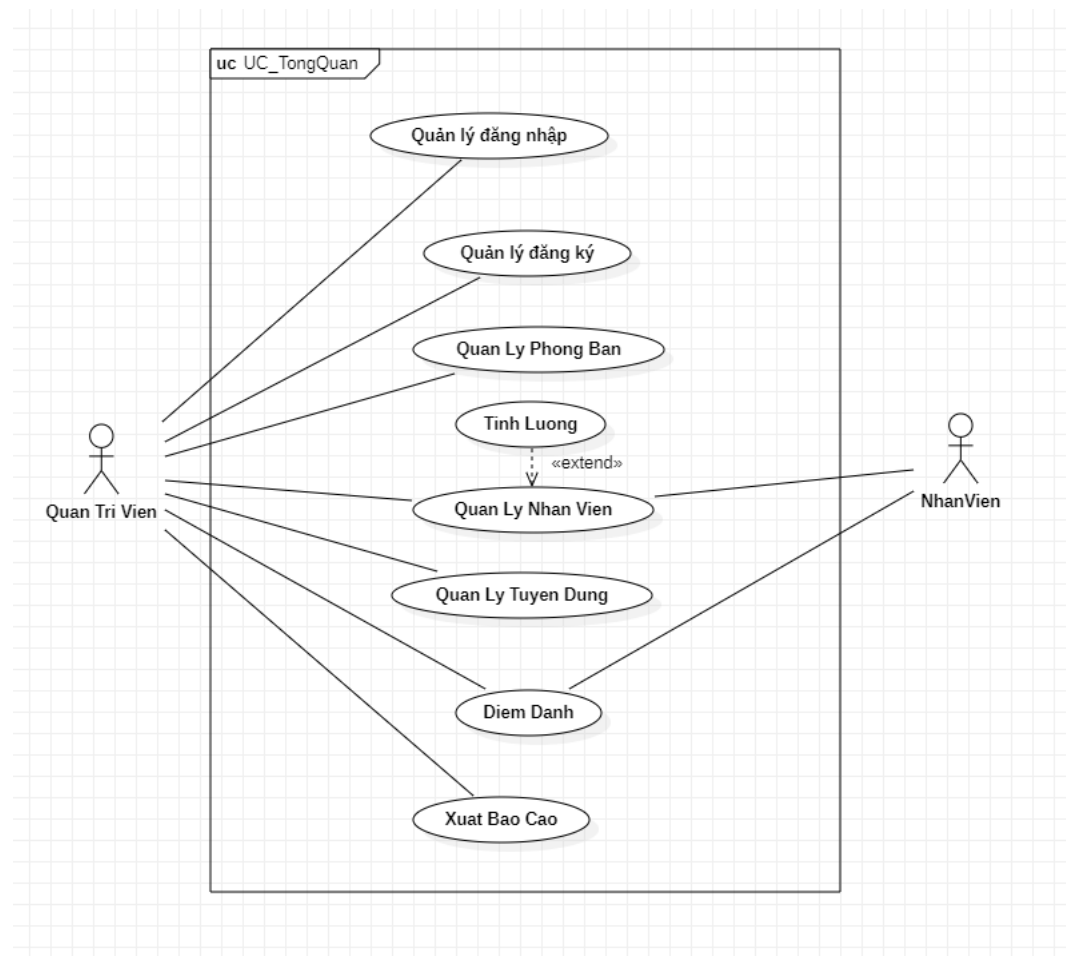 uc UC_TongQuan
Quản lý đăng nhập
Quản lý đăng ký
Quan Ly Phong Ban
Tinh Luong
«extend»
Quan Tri Vien
Quan Ly Nhan Vien
NhanVien
Quan Ly Tuyen Dung
Diem Danh
Xuat Bao Cao